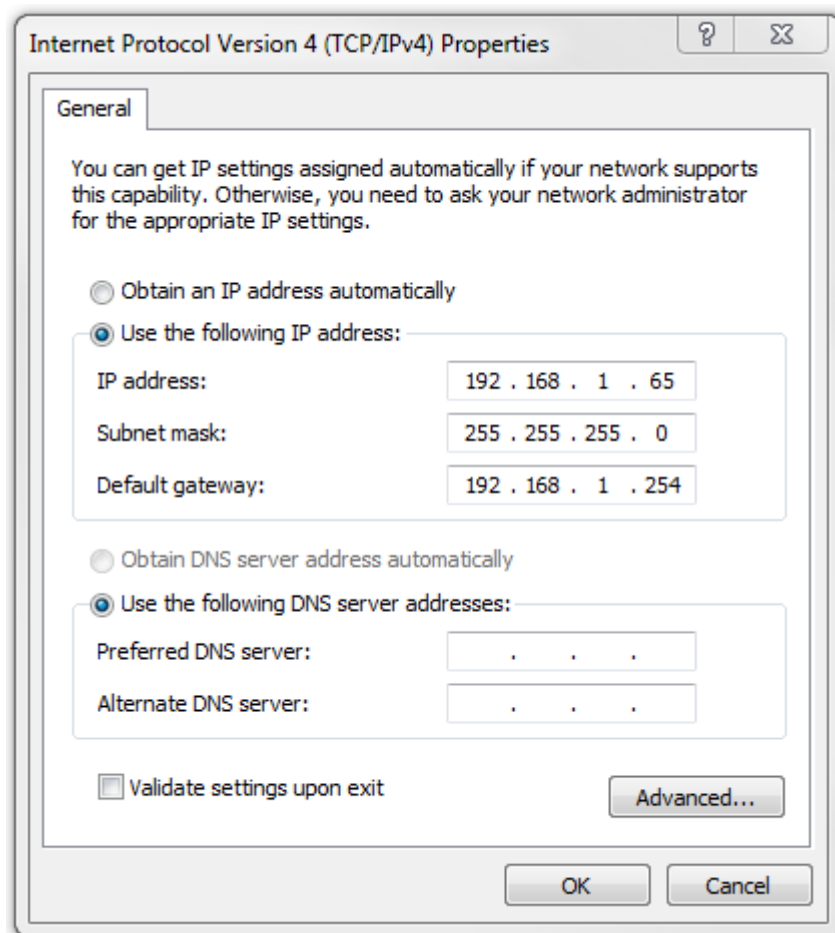 Internet Protocol Version 4 (TCP/IPv4) Properties
General
You can get IP settings assigned automatically if your network supports
this capability. Otherwise, you need to ask your network administrator
for the appropriate IP settings.
Obtain an IP address automatically
Use the following IP address:
IP address: 192 . 168 . 1 . 65
Subnet mask: 255 . 255 . 255 . 0
Default gateway: 192 . 168 . 1 . 254
Obtain DNS server address automatically
Use the following DNS server addresses:
Preferred DNS server: . . .
Alternate DNS server: . . .
Validate settings upon exit
Advanced...
OK Cancel